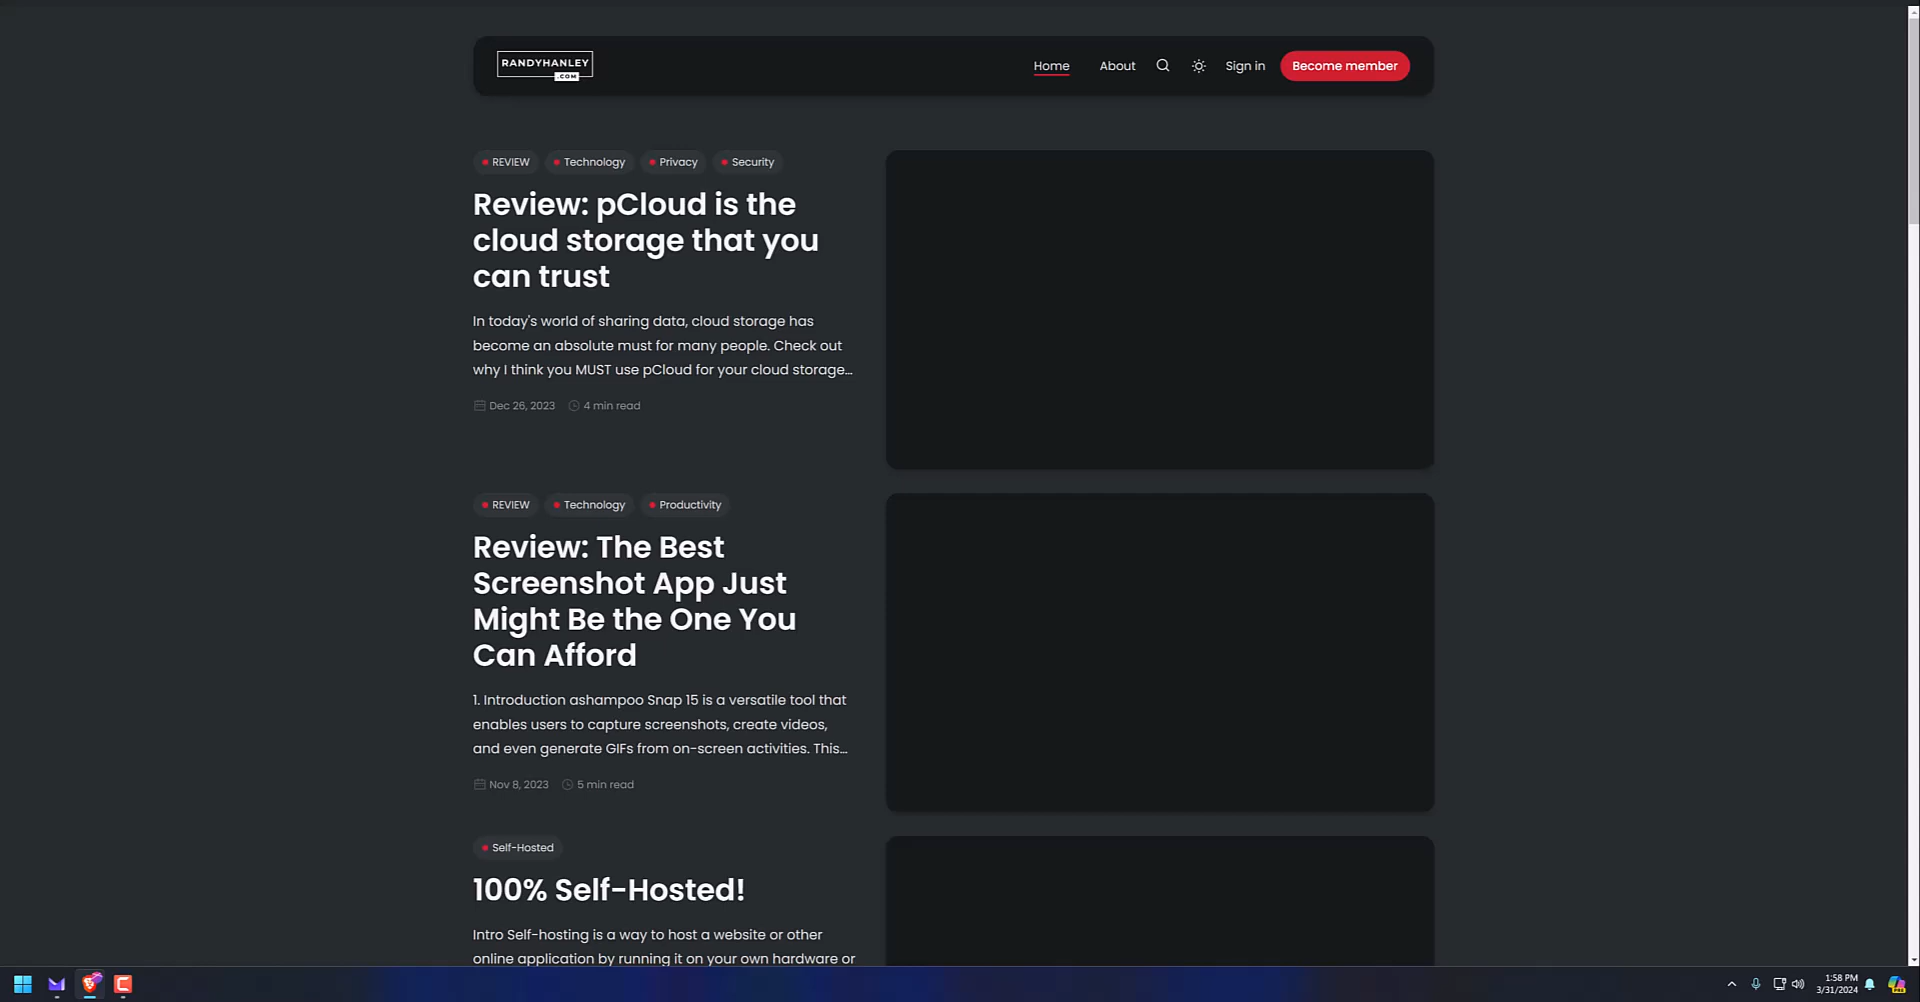 RANDYHANLEY
.COM
Home
About
Sign in
Become member
REVIEW
Technology
Privacy
Security
Review: pCloud is the
cloud storage that you
can trust
In today's world of sharing data, cloud storage has
become an absolute must for many people. Check out
why I think you MUST use pCloud for your cloud storage…
Dec 26, 2023
4 min read
REVIEW
Technology
Productivity
Review: The Best
Screenshot App Just
Might Be the One You
Can Afford
1. Introduction ashampoo Snap 15 is a versatile tool that
enables users to capture screenshots, create videos,
and even generate GIFs from on-screen activities. This…
Nov 8, 2023
5 min read
Self-Hosted
100% Self-Hosted!
Intro Self-hosting is a way to host a website or other
online application by running it on your own hardware or
1:58 PM
3/31/2024